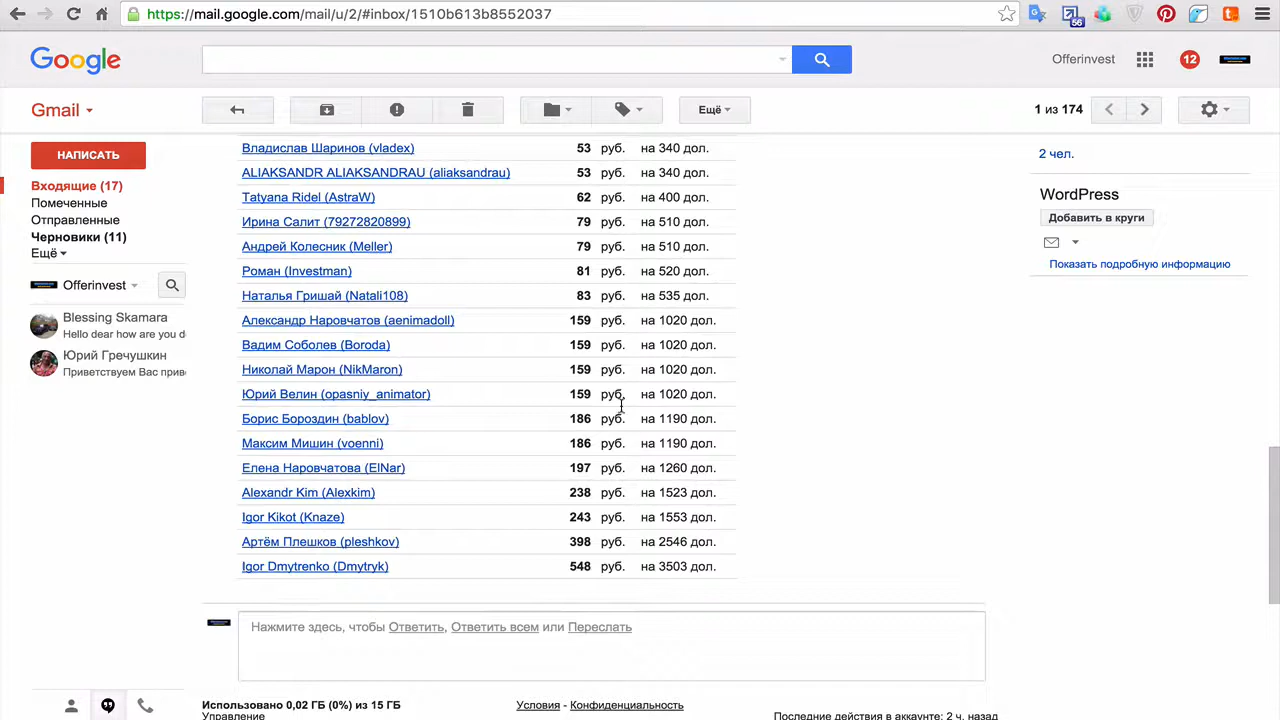 https://mail.google.com/mail/u/2/#inbox/1510b613b8552037
56
Google
Offerinvest
12
Gmail
Ещё
1 из 174
НАПИСАТЬ
Входящие (17)
Помеченные
Отправленные
Черновики (11)
Ещё
Offerinvest
Blessing Skamara
Hello dear how are you d
Юрий Гречушкин
Приветствуем Вас прив
Владислав Шаринов (vladex) 53 руб. на 340 дол.
ALIAKSANDR ALIAKSANDRAU (aliaksandrau) 53 руб. на 340 дол.
Tatyana Ridel (AstraW) 62 руб. на 400 дол.
Ирина Салит (79272820899) 79 руб. на 510 дол.
Андрей Колесник (Meller) 79 руб. на 510 дол.
Роман (Investman) 81 руб. на 520 дол.
Наталья Гришай (Natali108) 83 руб. на 535 дол.
Александр Наровчатов (aenimadoll) 159 руб. на 1020 дол.
Вадим Соболев (Boroda) 159 руб. на 1020 дол.
Николай Марон (NikMaron) 159 руб. на 1020 дол.
Юрий Велин (opasniy_animator) 159 руб. на 1020 дол.
Борис Бороздин (bablov) 186 руб. на 1190 дол.
Максим Мишин (voenni) 186 руб. на 1190 дол.
Елена Наровчатова (ElNar) 197 руб. на 1260 дол.
Alexandr Kim (Alexkim) 238 руб. на 1523 дол.
Igor Kikot (Knaze) 243 руб. на 1553 дол.
Артём Плешков (pleshkov) 398 руб. на 2546 дол.
Igor Dmytrenko (Dmytryk) 548 руб. на 3503 дол.
2 чел.
WordPress
Добавить в круги
Показать подробную информацию
Нажмите здесь, чтобы Ответить, Ответить всем или Переслать
Использовано 0,02 ГБ (0%) из 15 ГБ
Управление
Условия - Конфиденциальность
Последние действия в аккаунте: 2 ч. назад